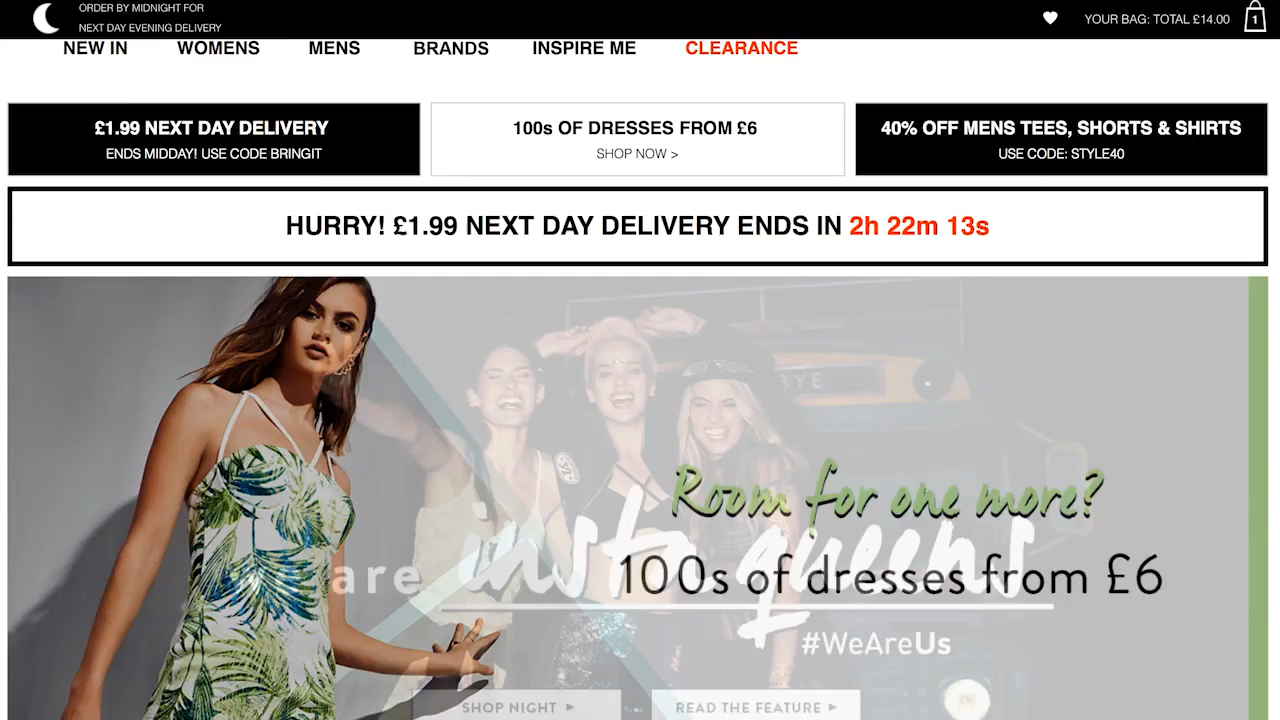 ORDER BY MIDNIGHT FOR
NEXT DAY EVENING DELIVERY
YOUR BAG: TOTAL £14.00
1
NEW IN
WOMENS
MENS
BRANDS
INSPIRE ME
CLEARANCE
£1.99 NEXT DAY DELIVERY
ENDS MIDDAY! USE CODE BRINGIT
100s OF DRESSES FROM £6
SHOP NOW >
40% OFF MENS TEES, SHORTS & SHIRTS
USE CODE: STYLE40
HURRY! £1.99 NEXT DAY DELIVERY ENDS IN 2h 22m 13s
Room for one more?
100s of dresses from £6
are insta queens
#WeAreUs
SHOP NIGHT ►
READ THE FEATURE ►